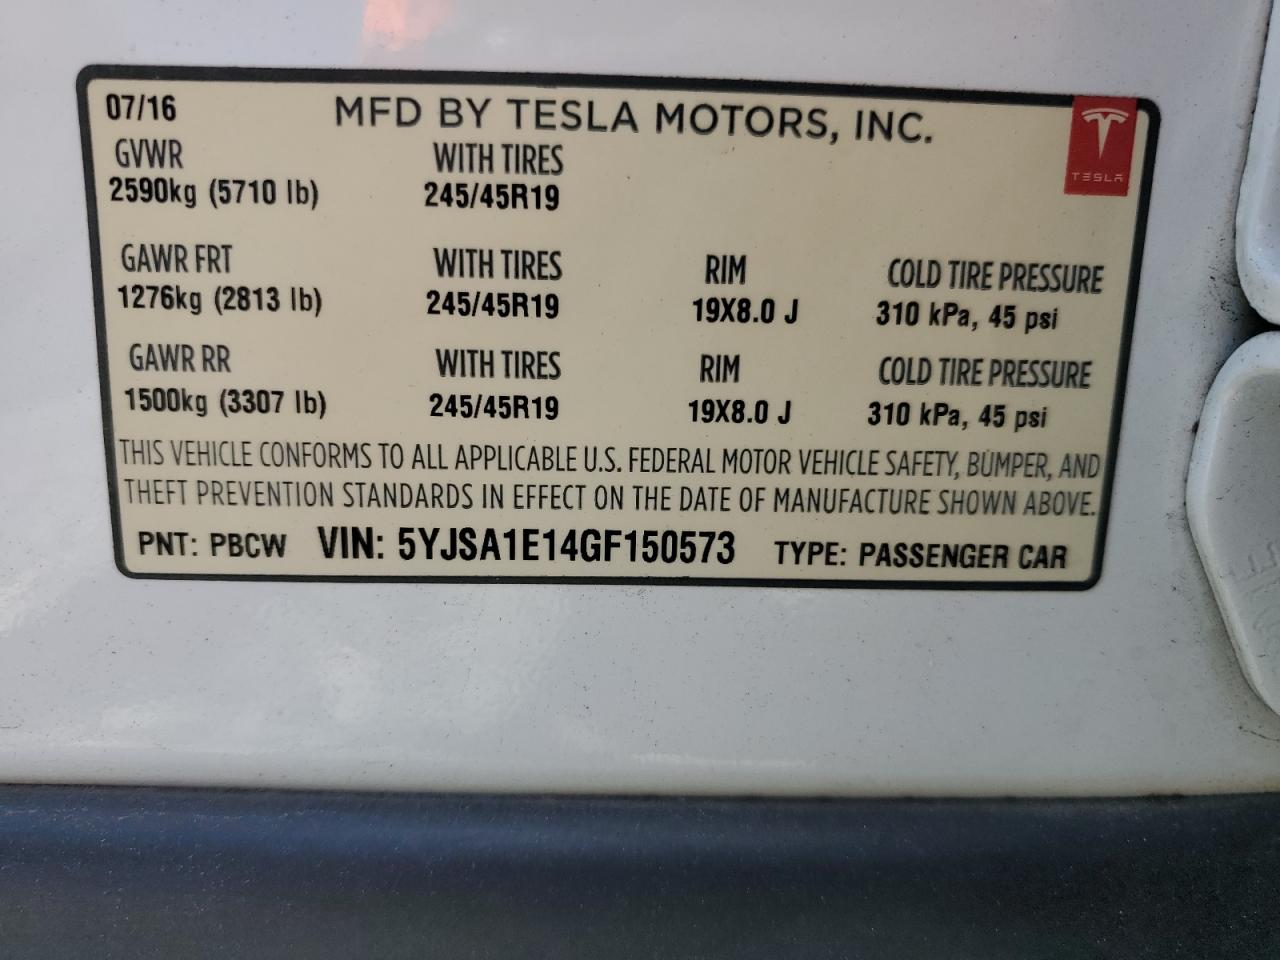 07/16 MFD BY TESLA MOTORS, INC.
TESLA
GVWR WITH TIRES
2590kg (5710 lb) 245/45R19
GAWR FRT WITH TIRES RIM COLD TIRE PRESSURE
1276kg (2813 lb) 245/45R19 19X8.0 J 310 kPa, 45 psi
GAWR RR WITH TIRES RIM COLD TIRE PRESSURE
1500kg (3307 lb) 245/45R19 19X8.0 J 310 kPa, 45 psi
THIS VEHICLE CONFORMS TO ALL APPLICABLE U.S. FEDERAL MOTOR VEHICLE SAFETY, BUMPER, AND
THEFT PREVENTION STANDARDS IN EFFECT ON THE DATE OF MANUFACTURE SHOWN ABOVE.
PNT: PBCW VIN: 5YJSA1E14GF150573 TYPE: PASSENGER CAR